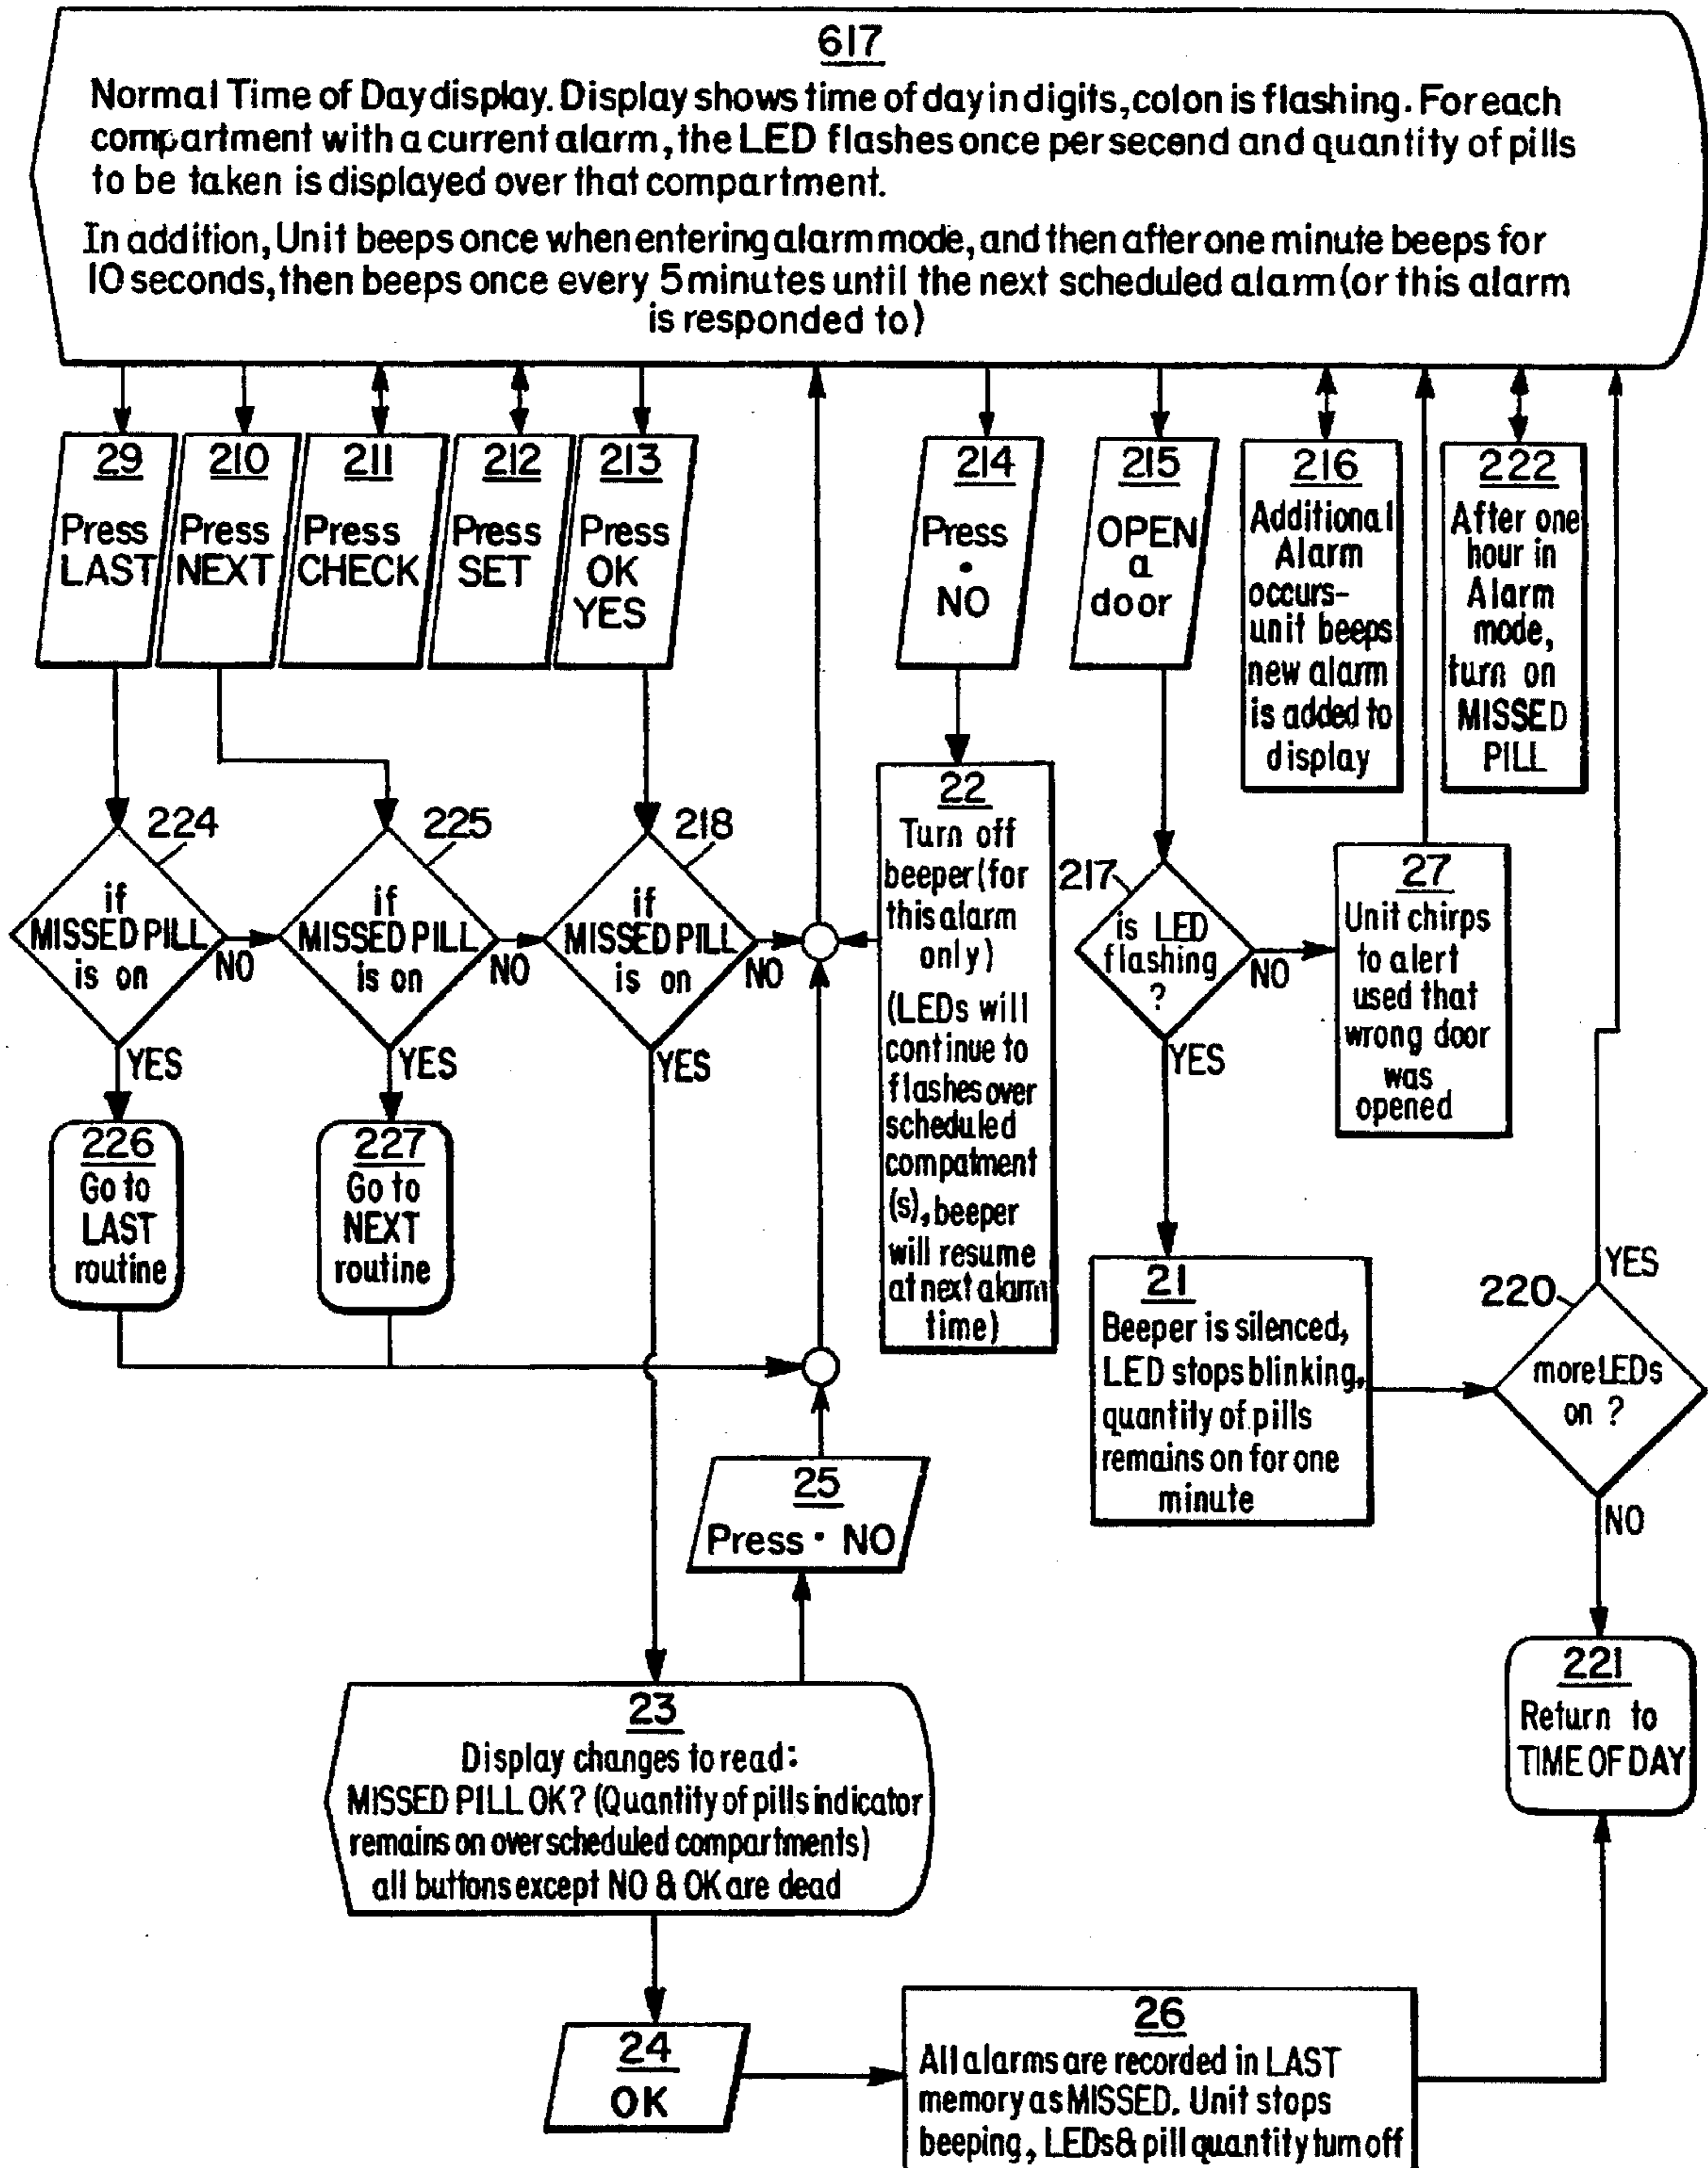 617
Normal Time of Day display. Display shows time of day in digits, colon is flashing. For each
compartment with a current alarm, the LED flashes once per secend and quantity of pills
to be taken is displayed over that compartment.
In addition, Unit beeps once when entering alarm mode, and then after one minute beeps for
10 seconds, then beeps once every 5 minutes until the next scheduled alarm (or this alarm
is responded to)
29
Press
LAST
210
Press
NEXT
211
Press
CHECK
212
Press
SET
213
Press
OK
YES
214
Press
•
NO
215
OPEN
a
door
216
Additional
Alarm
occurs-
unit beeps
new alarm
is added to
display
222
After one
hour in
Alarm
mode,
turn on
MISSED
PILL
224
if
MISSED PILL
is on
NO
YES
225
if
MISSED PILL
is on
NO
YES
218
if
MISSED PILL
is on
NO
YES
22
Turn off
beeper (for
this alarm
only)
(LEDs will
continue to
flashes over
scheduled
compatment
(s), beeper
will resume
at next alarm
time)
217
is LED
flashing
?
NO
YES
27
Unit chirps
to alert
used that
wrong door
was
opened
226
Go to
LAST
routine
227
Go to
NEXT
routine
21
Beeper is silenced,
LED stops blinking,
quantity of pills
remains on for one
minute
220
YES
more LEDs
on ?
NO
25
Press • NO
221
Return to
TIME OF DAY
23
Display changes to read:
MISSED PILL OK? (Quantity of pills indicator
remains on over scheduled compartments)
all buttons except NO & OK are dead
24
OK
26
All alarms are recorded in LAST
memory as MISSED. Unit stops
beeping, LEDs & pill quantity turn off